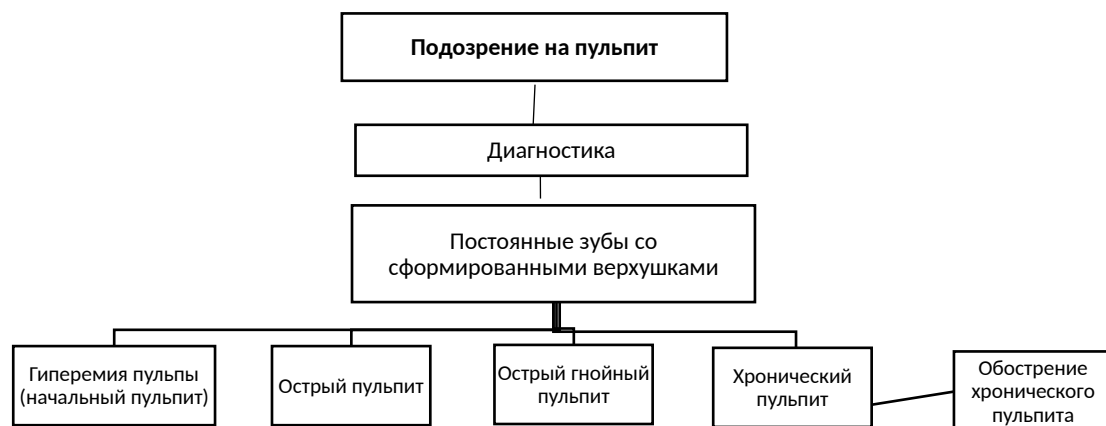 Подозрение на пульпит
Диагностика
Постоянные зубы со
сформированными верхушками
Гиперемия пульпы
(начальный пульпит)
Острый пульпит
Острый гнойный
пульпит
Хронический
пульпит
Обострение
хронического
пульпита